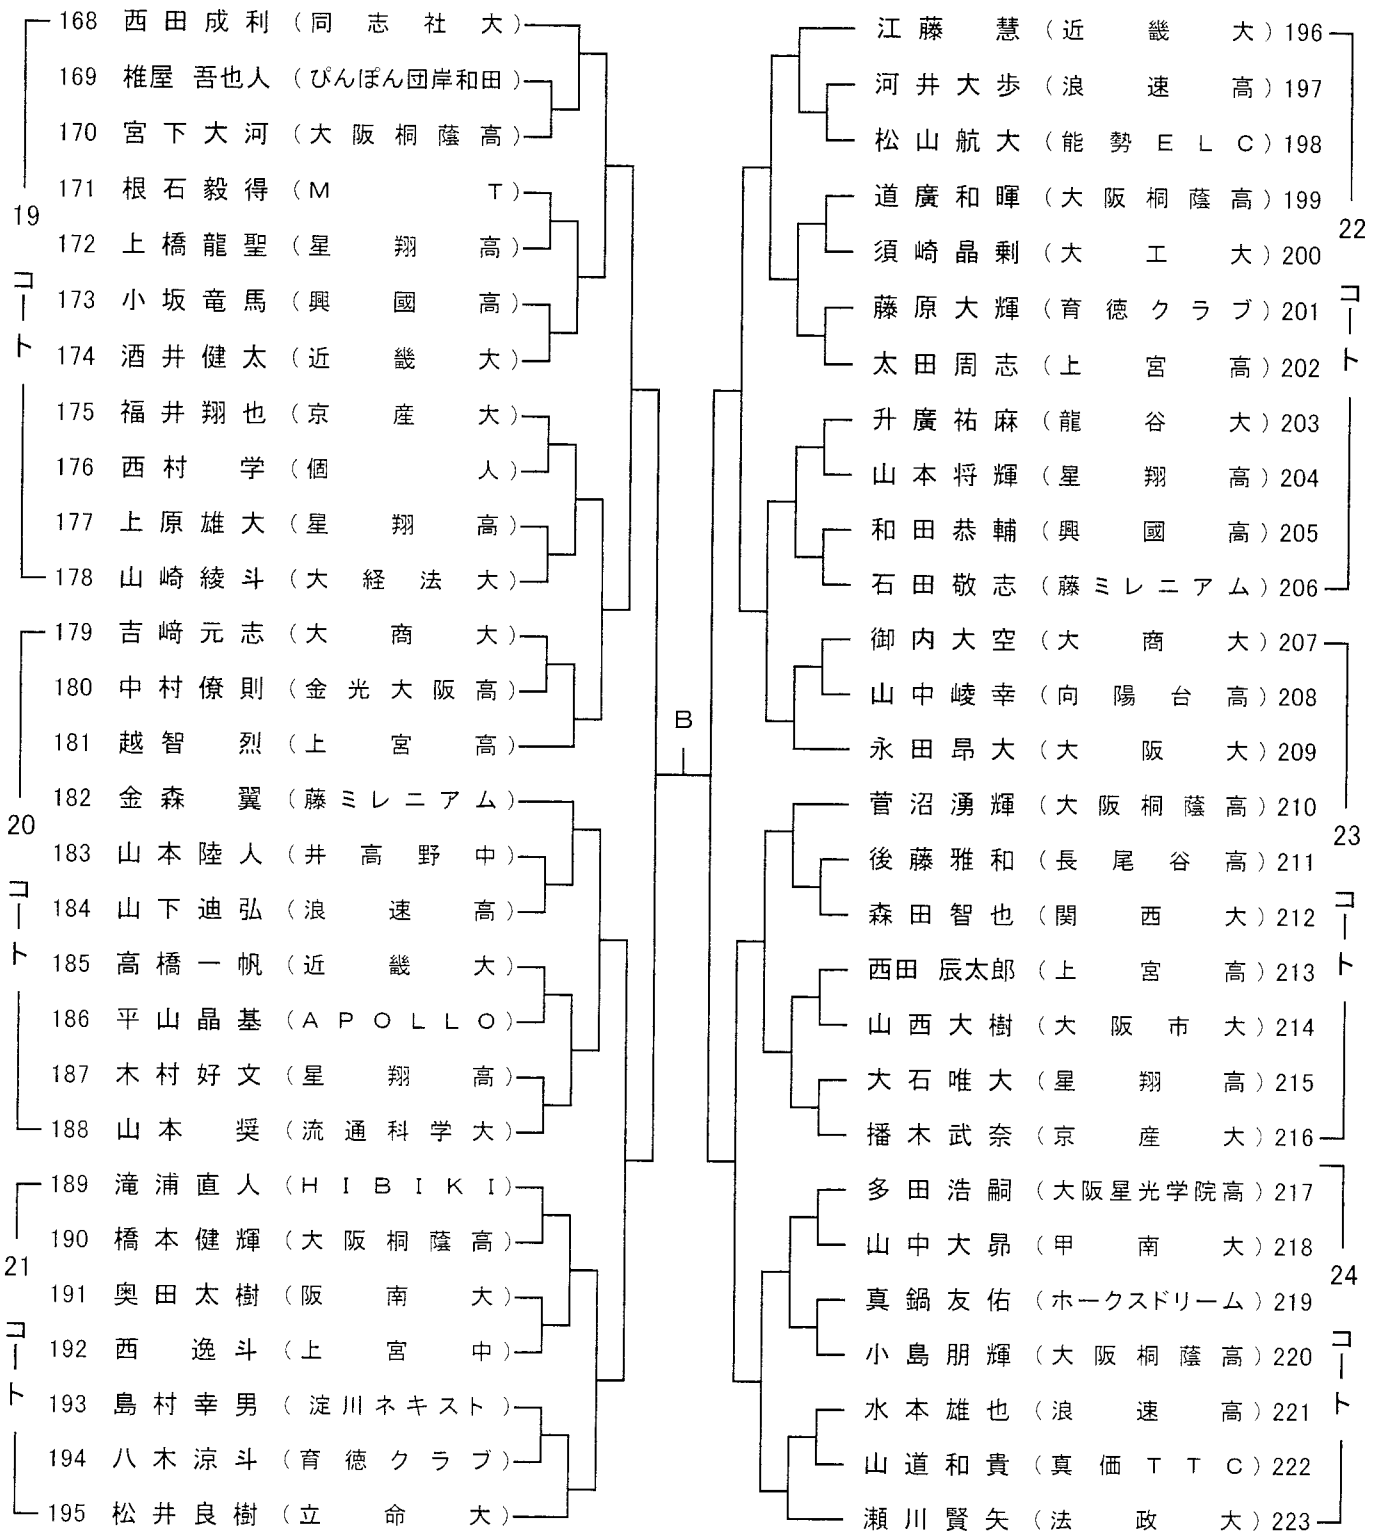 168 西田成利 (同志社大)
169 椎屋 吾也人 (ぴんぽん団岸和田)
170 宮下大河 (大阪桐蔭高)
171 根石毅得 (MT)
172 上橋龍聖 (星翔高)
173 小坂竜馬 (興國高)
174 酒井健太 (近畿大)
175 福井翔也 (京産大)
176 西村学 (個人)
177 上原雄大 (星翔高)
178 山崎綾斗 (大経法大)
19コート
179 吉﨑元志 (大商大)
180 中村僚則 (金光大阪高)
181 越智烈 (上宮高)
182 金森翼 (藤ミレニアム)
183 山本陸人 (井高野中)
184 山下迪弘 (浪速高)
185 高橋一帆 (近畿大)
186 平山晶基 (APOLLO)
187 木村好文 (星翔高)
188 山本奨 (流通科学大)
20コート
189 滝浦直人 (HIBIKI)
190 橋本健輝 (大阪桐蔭高)
191 奥田太樹 (阪南大)
192 西逸斗 (上宮中)
193 島村幸男 (淀川ネキスト)
194 八木涼斗 (育徳クラブ)
195 松井良樹 (立命大)
21コート
B
江藤慧 (近畿大) 196
河井大歩 (浪速高) 197
松山航大 (能勢ELC) 198
道廣和暉 (大阪桐蔭高) 199
須崎晶剰 (大工大) 200
藤原大輝 (育徳クラブ) 201
太田周志 (上宮高) 202
升廣祐麻 (龍谷大) 203
山本将輝 (星翔高) 204
和田恭輔 (興國高) 205
石田敬志 (藤ミレニアム) 206
22コート
御内大空 (大商大) 207
山中崚幸 (向陽台高) 208
永田昂大 (大阪大) 209
菅沼湧輝 (大阪桐蔭高) 210
後藤雅和 (長尾谷高) 211
森田智也 (関西大) 212
西田 辰太郎 (上宮高) 213
山西大樹 (大阪市大) 214
大石唯大 (星翔高) 215
播木武奈 (京産大) 216
23コート
多田浩嗣 (大阪星光学院高) 217
山中大昴 (甲南大) 218
真鍋友佑 (ホークスドリーム) 219
小島朋輝 (大阪桐蔭高) 220
水本雄也 (浪速高) 221
山道和貴 (真価TTC) 222
瀬川賢矢 (法政大) 223
24コート